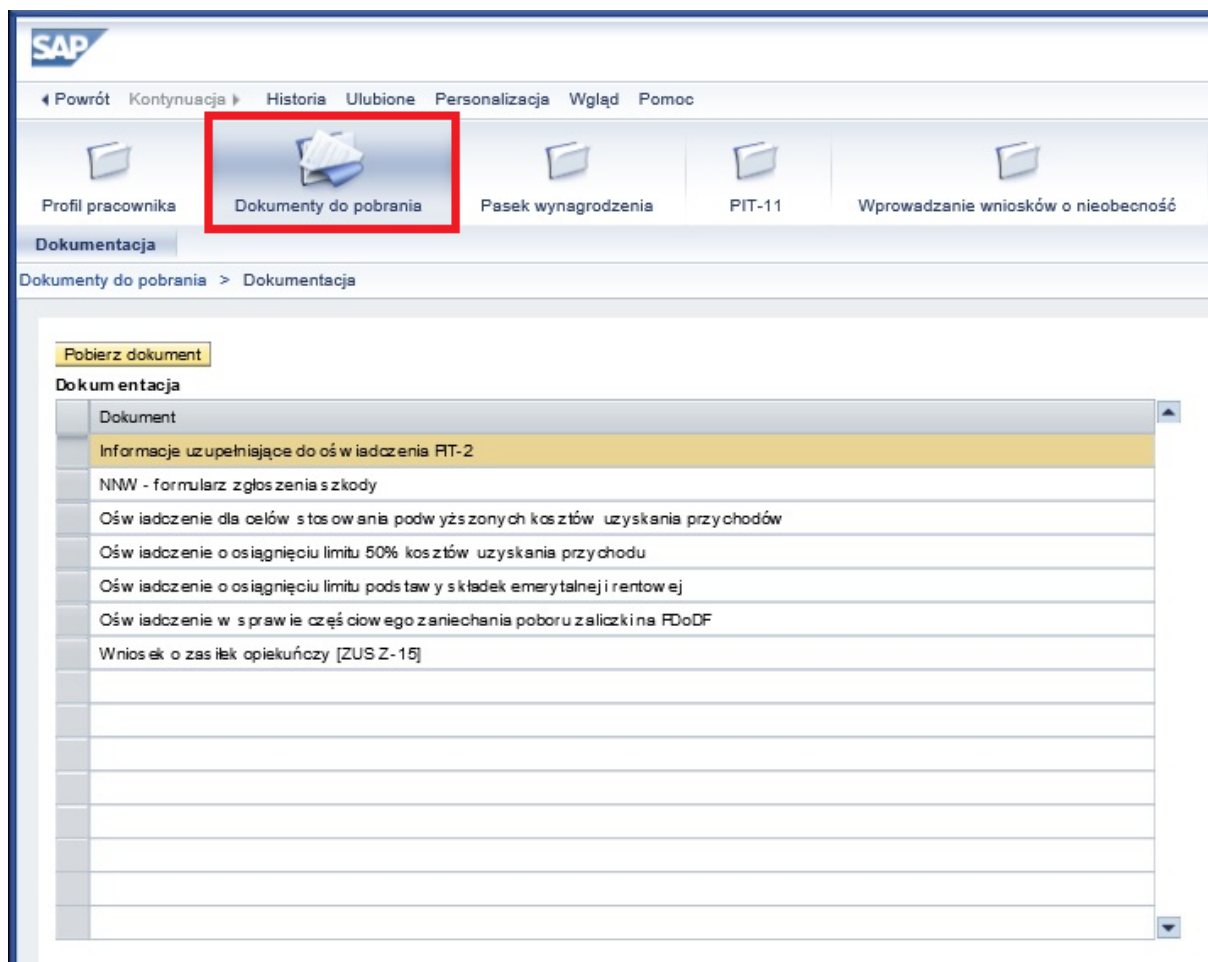 SAP
Powrót Kontynuacja Historia Ulubione Personalizacja Wgląd Pomoc
Profil pracownika Dokumenty do pobrania Pasek wynagrodzenia PIT-11 Wprowadzanie wniosków o nieobecność
Dokumentacja
Dokumenty do pobrania > Dokumentacja
Pobierz dokument
Dokumentacja
Dokument
Informacje uzupełniające do oświadczenia PIT-2
NNW - formularz zgłoszenia szkody
Oświadczenie dla celów stosowania podwyższonych kosztów uzyskania przychodów
Oświadczenie o osiągnięciu limitu 50% kosztów uzyskania przychodu
Oświadczenie o osiągnięciu limitu podstawy składek emerytalnej i rentowej
Oświadczenie w sprawie częściowego zaniechania poboru zaliczki na PDoDF
Wniosek o zasiłek opiekuńczy [ZUS Z-15]